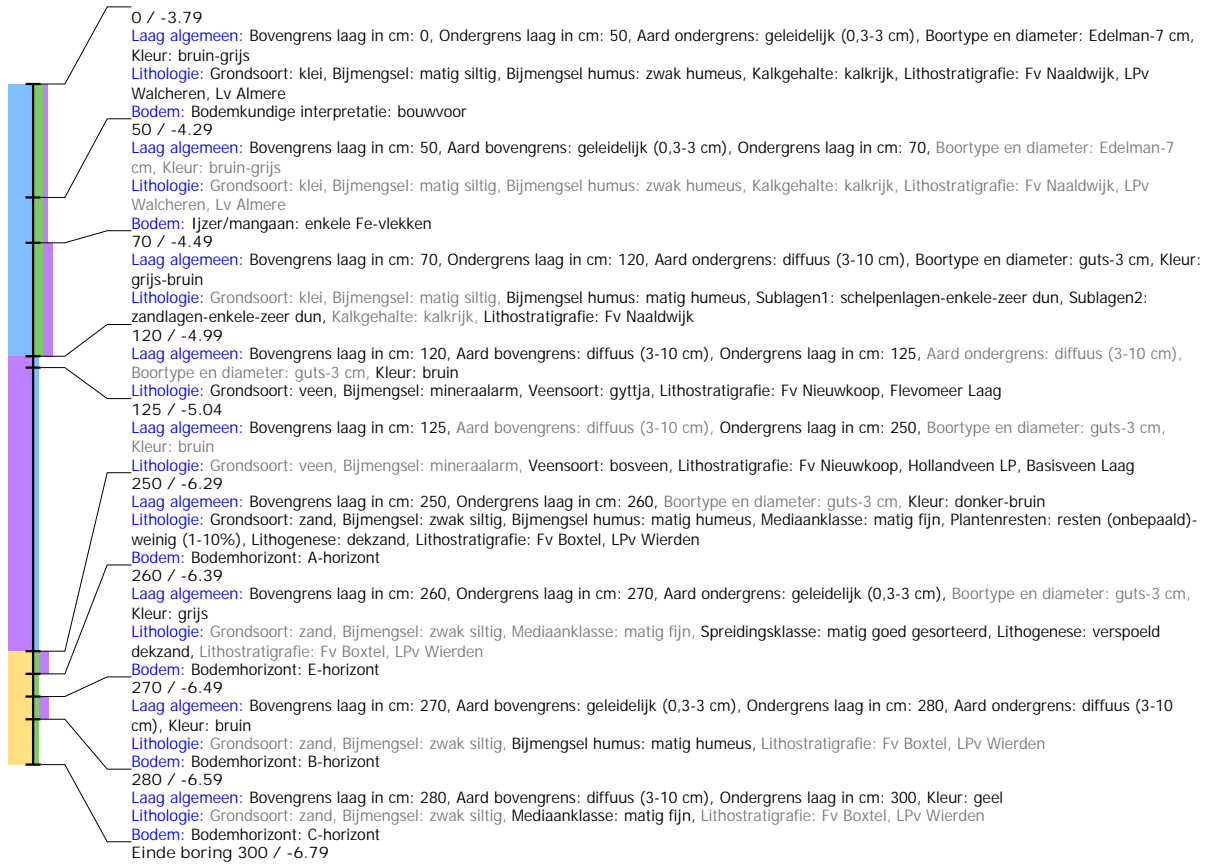 0 / -3.79
Laag algemeen: Bovengrens laag in cm: 0, Ondergrens laag in cm: 50, Aard ondergrens: geleidelijk (0,3-3 cm), Boortype en diameter: Edelman-7 cm,
Kleur: bruin-grijs
Lithologie: Grondsoort: klei, Bijmengsel: matig siltig, Bijmengsel humus: zwak humeus, Kalkgehalte: kalkrijk, Lithostratigrafie: Fv Naaldwijk, LPv
Walcheren, Lv Almere
Bodem: Bodemkundige interpretatie: bouwvoor
50 / -4.29
Laag algemeen: Bovengrens laag in cm: 50, Aard bovengrens: geleidelijk (0,3-3 cm), Ondergrens laag in cm: 70, Boortype en diameter: Edelman-7
cm, Kleur: bruin-grijs
Lithologie: Grondsoort: klei, Bijmengsel: matig siltig, Bijmengsel humus: zwak humeus, Kalkgehalte: kalkrijk, Lithostratigrafie: Fv Naaldwijk, LPv
Walcheren, Lv Almere
Bodem: Ijzer/mangaan: enkele Fe-vlekken
70 / -4.49
Laag algemeen: Bovengrens laag in cm: 70, Ondergrens laag in cm: 120, Aard ondergrens: diffuus (3-10 cm), Boortype en diameter: guts-3 cm, Kleur:
grijs-bruin
Lithologie: Grondsoort: klei, Bijmengsel: matig siltig, Bijmengsel humus: matig humeus, Sublagen1: schelpenlagen-enkele-zeer dun, Sublagen2:
zandlagen-enkele-zeer dun, Kalkgehalte: kalkrijk, Lithostratigrafie: Fv Naaldwijk
120 / -4.99
Laag algemeen: Bovengrens laag in cm: 120, Aard bovengrens: diffuus (3-10 cm), Ondergrens laag in cm: 125, Aard ondergrens: diffuus (3-10 cm),
Boortype en diameter: guts-3 cm, Kleur: bruin
Lithologie: Grondsoort: veen, Bijmengsel: mineraalarm, Veensoort: gyttja, Lithostratigrafie: Fv Nieuwkoop, Flevomeer Laag
125 / -5.04
Laag algemeen: Bovengrens laag in cm: 125, Aard bovengrens: diffuus (3-10 cm), Ondergrens laag in cm: 250, Boortype en diameter: guts-3 cm,
Kleur: bruin
Lithologie: Grondsoort: veen, Bijmengsel: mineraalarm, Veensoort: bosveen, Lithostratigrafie: Fv Nieuwkoop, Hollandveen LP, Basisveen Laag
250 / -6.29
Laag algemeen: Bovengrens laag in cm: 250, Ondergrens laag in cm: 260, Boortype en diameter: guts-3 cm, Kleur: donker-bruin
Lithologie: Grondsoort: zand, Bijmengsel: zwak siltig, Bijmengsel humus: matig humeus, Mediaanklasse: matig fijn, Plantenresten: resten (onbepaald)-
weinig (1-10%), Lithogenese: dekzand, Lithostratigrafie: Fv Boxtel, LPv Wierden
Bodem: Bodemhorizont: A-horizont
260 / -6.39
Laag algemeen: Bovengrens laag in cm: 260, Ondergrens laag in cm: 270, Aard ondergrens: geleidelijk (0,3-3 cm), Boortype en diameter: guts-3 cm,
Kleur: grijs
Lithologie: Grondsoort: zand, Bijmengsel: zwak siltig, Mediaanklasse: matig fijn, Spreidingsklasse: matig goed gesorteerd, Lithogenese: verspoeld
dekzand, Lithostratigrafie: Fv Boxtel, LPv Wierden
Bodem: Bodemhorizont: E-horizont
270 / -6.49
Laag algemeen: Bovengrens laag in cm: 270, Aard bovengrens: geleidelijk (0,3-3 cm), Ondergrens laag in cm: 280, Aard ondergrens: diffuus (3-10
cm), Kleur: bruin
Lithologie: Grondsoort: zand, Bijmengsel: zwak siltig, Bijmengsel humus: matig humeus, Lithostratigrafie: Fv Boxtel, LPv Wierden
Bodem: Bodemhorizont: B-horizont
280 / -6.59
Laag algemeen: Bovengrens laag in cm: 280, Aard bovengrens: diffuus (3-10 cm), Ondergrens laag in cm: 300, Kleur: geel
Lithologie: Grondsoort: zand, Bijmengsel: zwak siltig, Mediaanklasse: matig fijn, Lithostratigrafie: Fv Boxtel, LPv Wierden
Bodem: Bodemhorizont: C-horizont
Einde boring 300 / -6.79